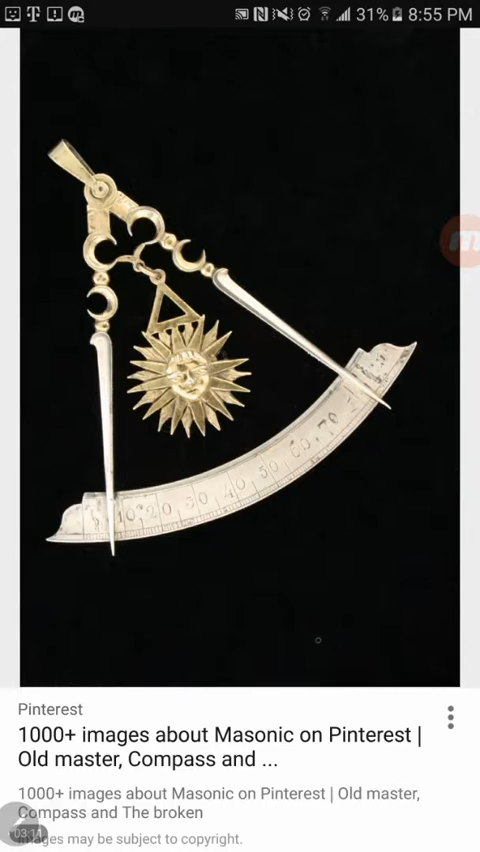 31% 8:55 PM
10 20 30 40 50 60 70
Pinterest
1000+ images about Masonic on Pinterest |
Old master, Compass and ...
1000+ images about Masonic on Pinterest | Old master,
Compass and The broken
03:14
Images may be subject to copyright.